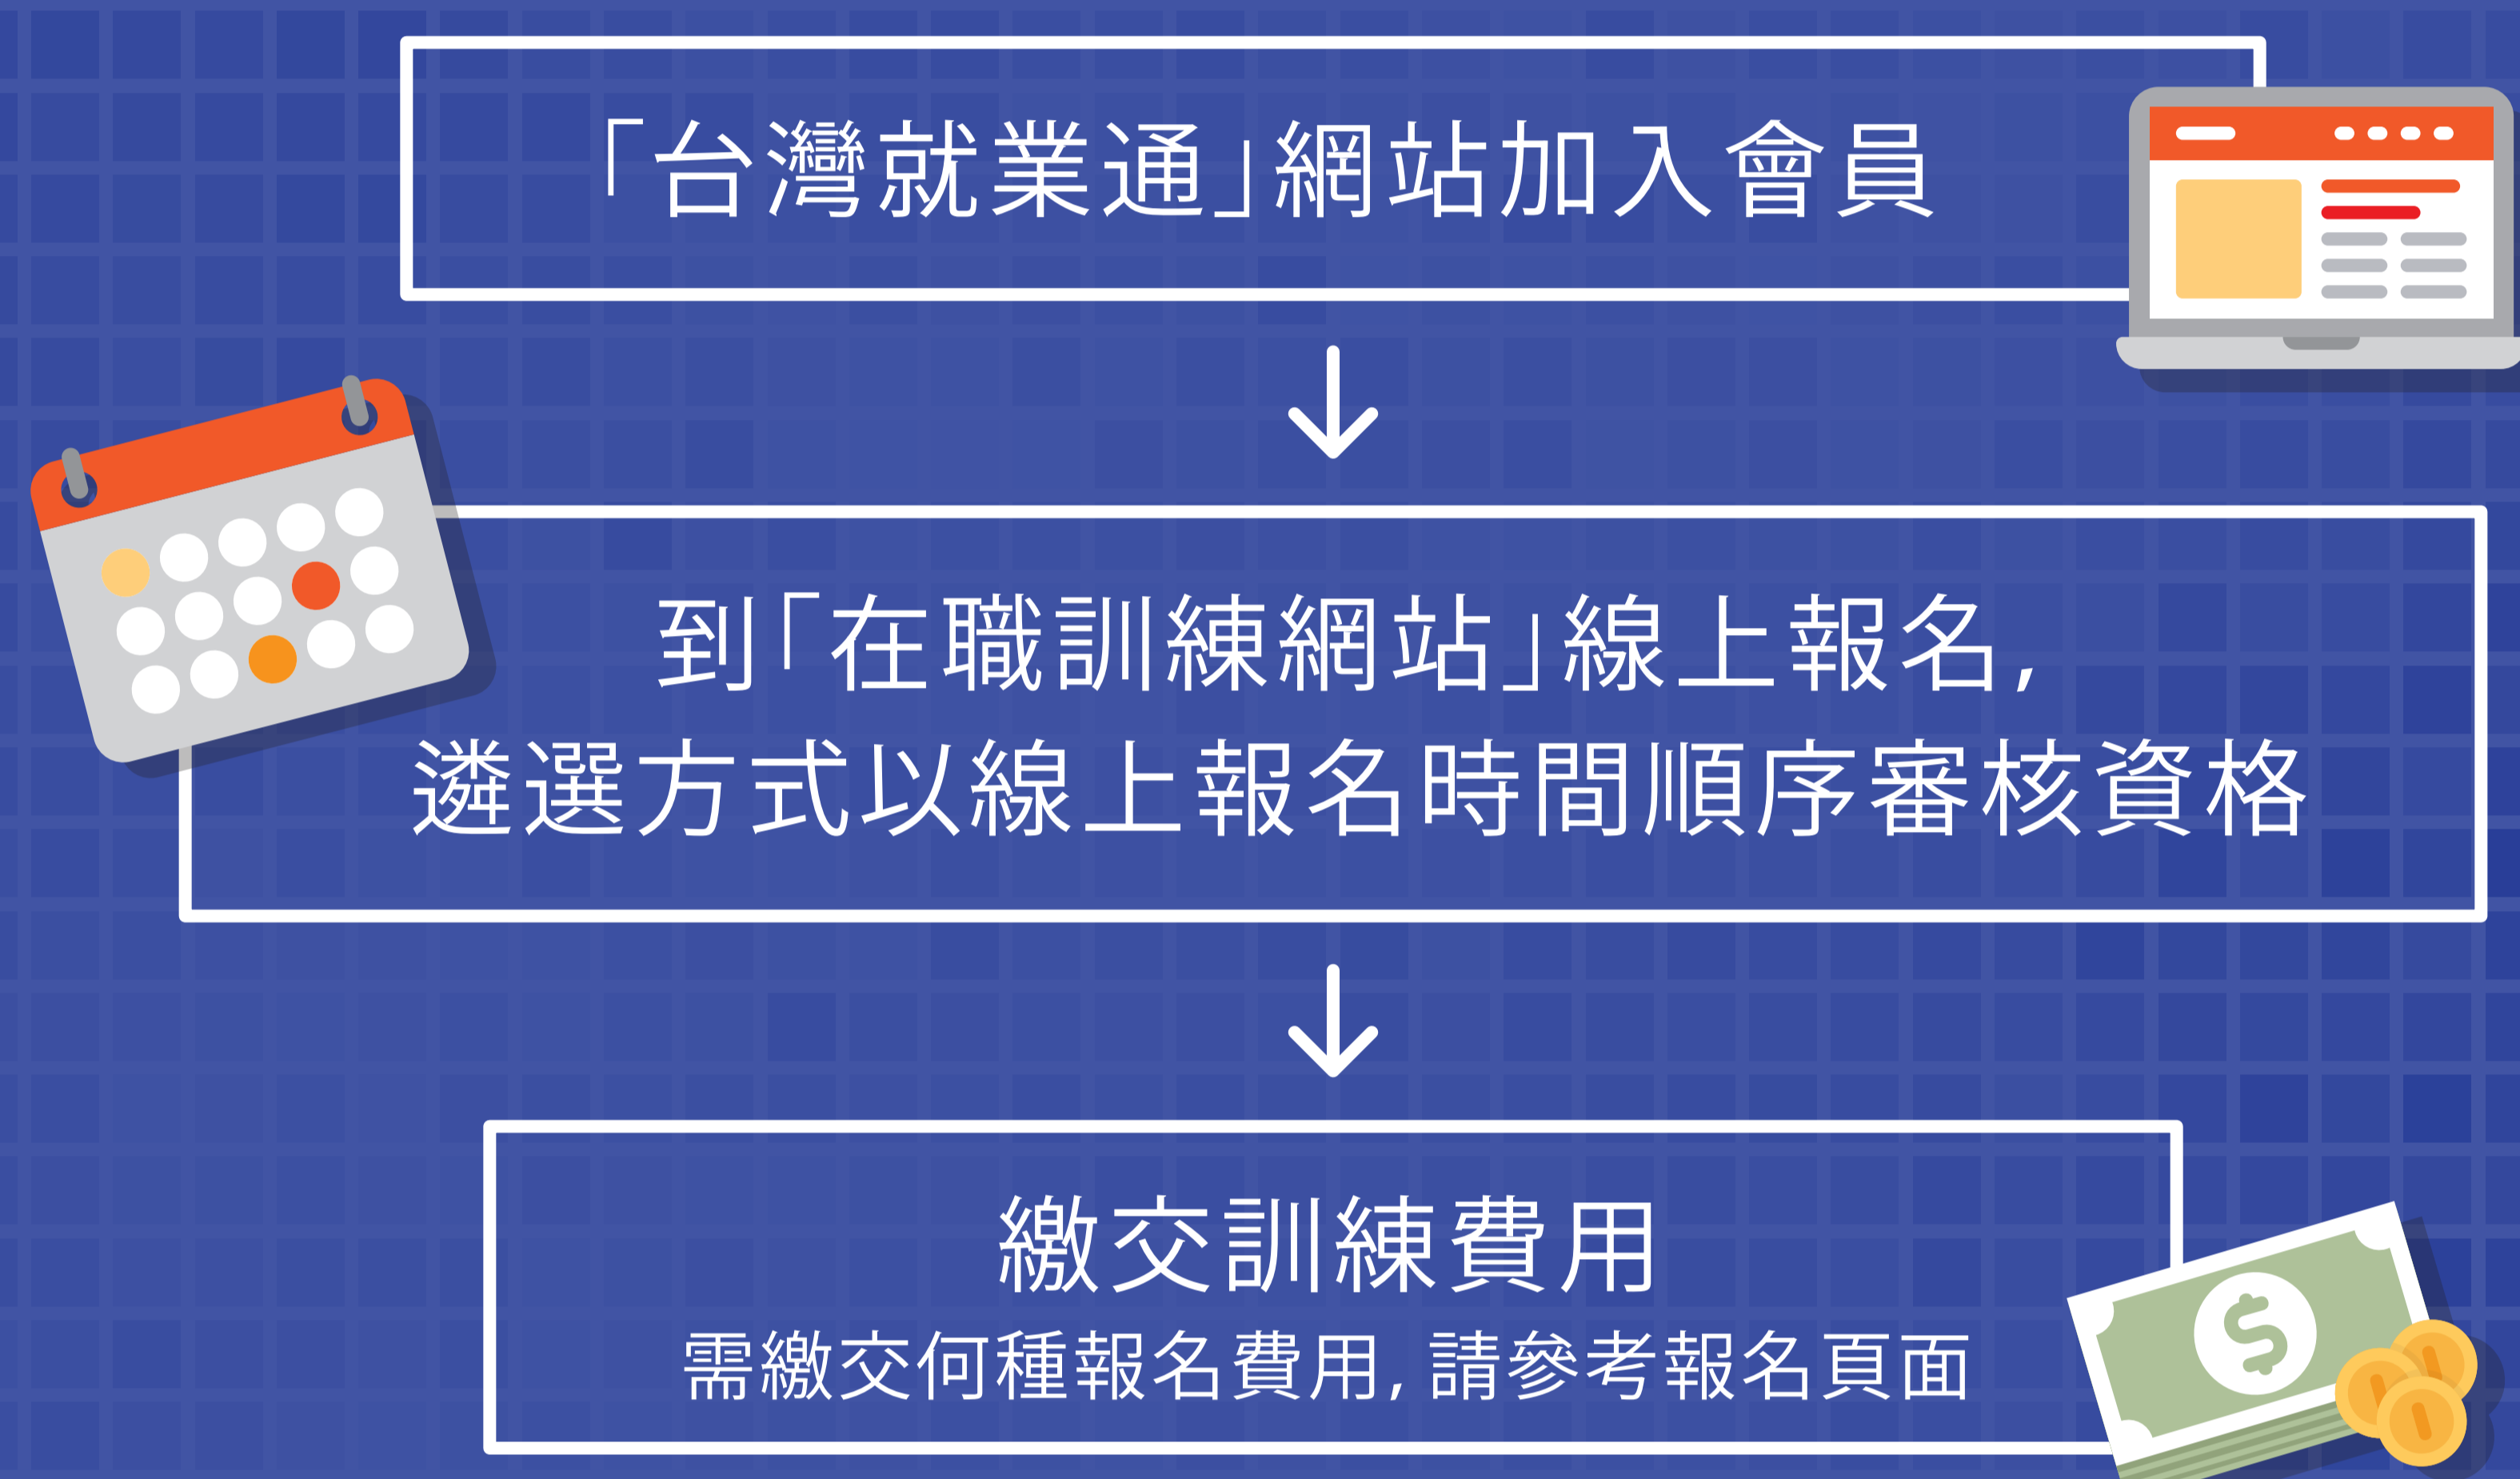 「台灣就業通」網站加入會員
到「在職訓練網站」線上報名,
遴選方式以線上報名時間順序審核資格
繳交訓練費用
需繳交何種報名費用,請參考報名頁面